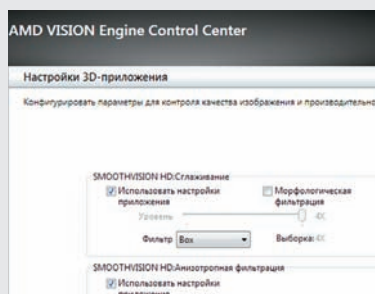 AMD VISION Engine Control Center
Настройки 3D-приложения
Конфигурировать параметры для контроля качества изображения и производительно
SMOOTHVISION HD:Сглаживание
Использовать настройки приложения
Морфологическая фильтрация
Уровень 4X
Фильтр Box Выборка: 4X
SMOOTHVISION HD:Анизотропная фильтрация
Использовать настройки
приложения